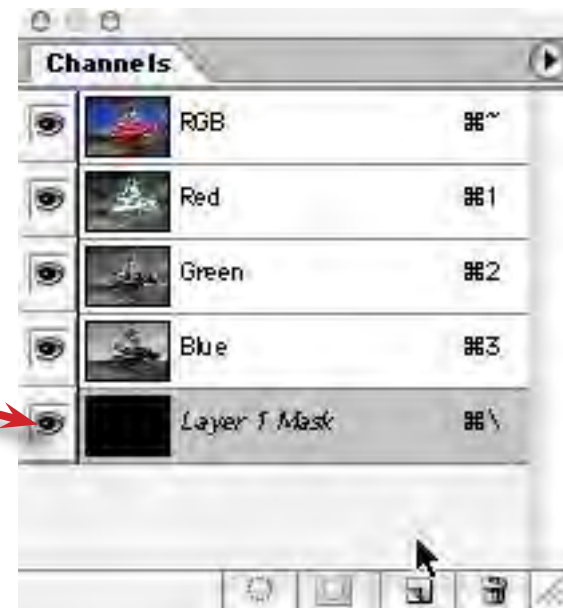 Channels
RGB ⌘~
Red ⌘1
Green ⌘2
Blue ⌘3
Layer 1 Mask ⌘\